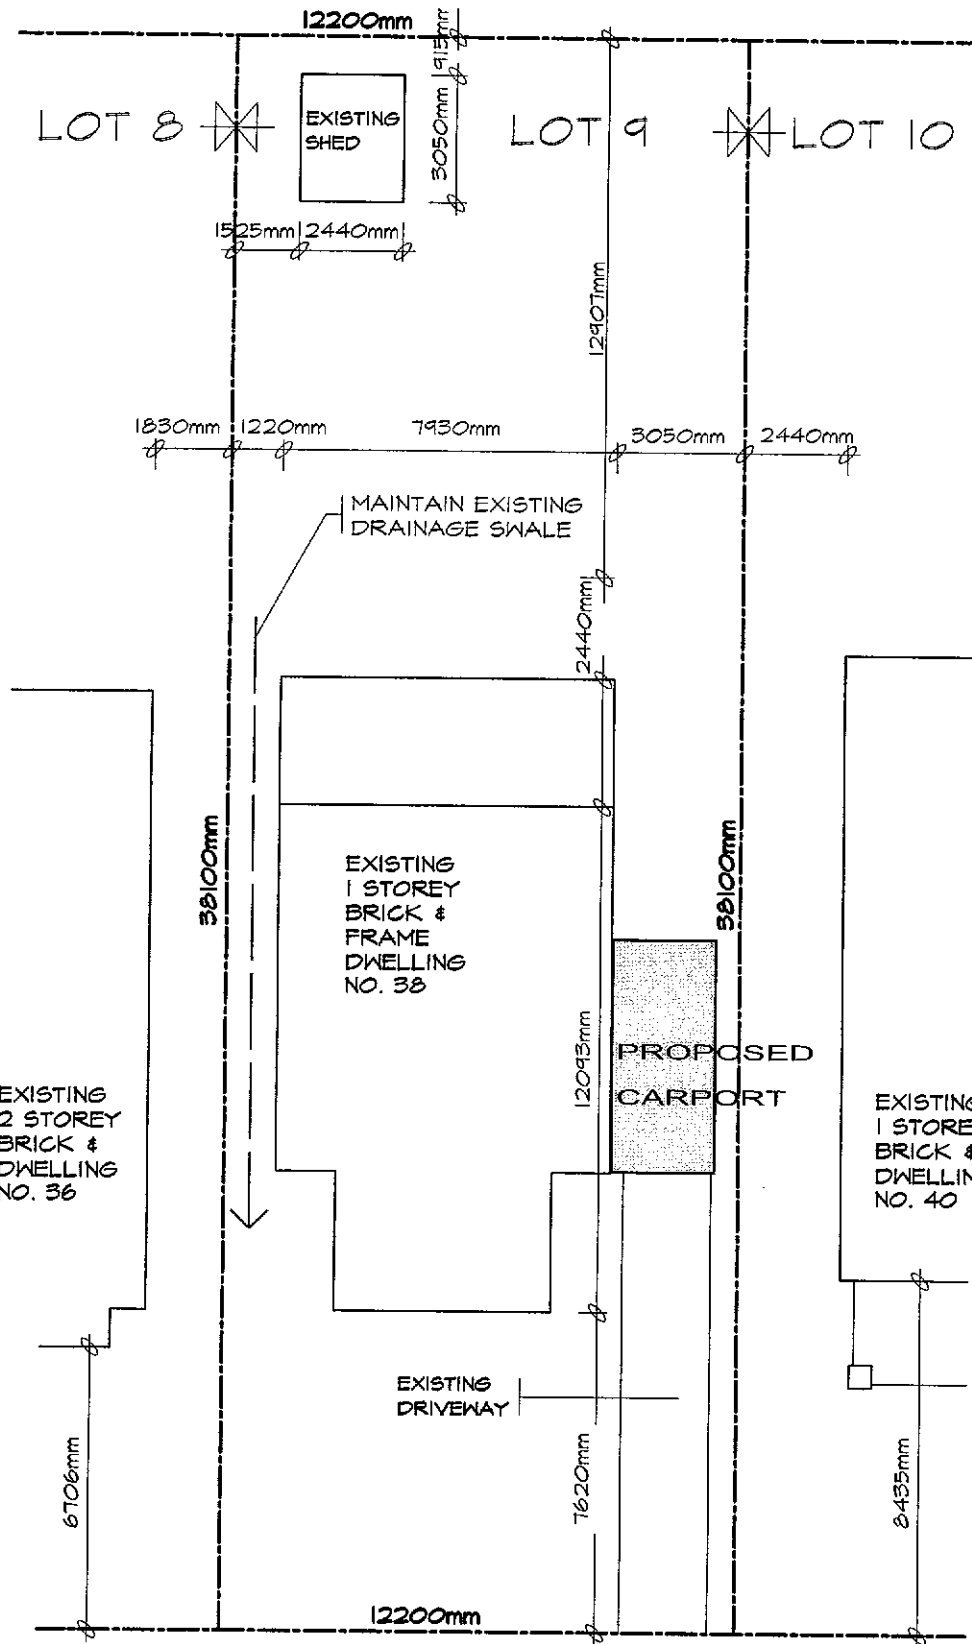 12200mm
915mm
LOT 8
EXISTING
SHED
3050mm
LOT 9
LOT 10
1525mm
2440mm
12907mm
1830mm
1220mm
7930mm
3050mm
2440mm
MAINTAIN EXISTING
DRAINAGE SWALE
2440mm
38100mm
EXISTING
1 STOREY
BRICK &
FRAME
DWELLING
NO. 38
38100mm
12093mm
PROPOSED
CARPORT
EXISTING
2 STOREY
BRICK &
DWELLING
NO. 36
EXISTING
1 STORE
BRICK &
DWELLIN
NO. 40
EXISTING
DRIVEWAY
6706mm
7620mm
8435mm
12200mm